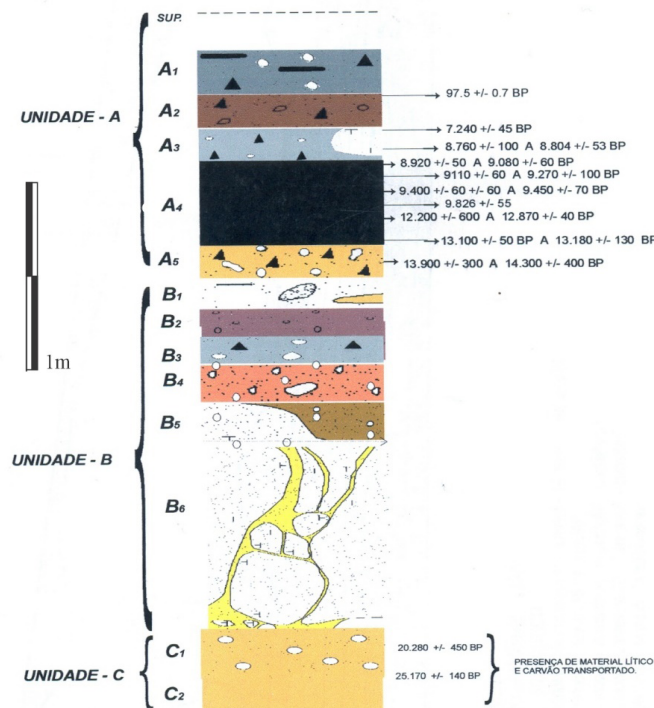 SUP.
A1
97.5 +/- 0.7 BP
UNIDADE - A
A2
7.240 +/- 45 BP
A3
8.760 +/- 100 A 8.804 +/- 53 BP
8.920 +/- 50 A 9.080 +/- 60 BP
9110 +/- 60 A 9.270 +/- 100 BP
9.400 +/- 60 +/- 60 A 9.450 +/- 70 BP
A4
9.826 +/- 55
12.200 +/- 600 A 12.870 +/- 40 BP
13.100 +/- 50 BP A 13.180 +/- 130 BP
A5
13.900 +/- 300 A 14.300 +/- 400 BP
B1
B2
B3
1m
B4
B5
UNIDADE - B
B6
C1
20.280 +/- 450 BP
PRESENÇA DE MATERIAL LÍTICO
E CARVÃO TRANSPORTADO.
UNIDADE - C
25.170 +/- 140 BP
C2